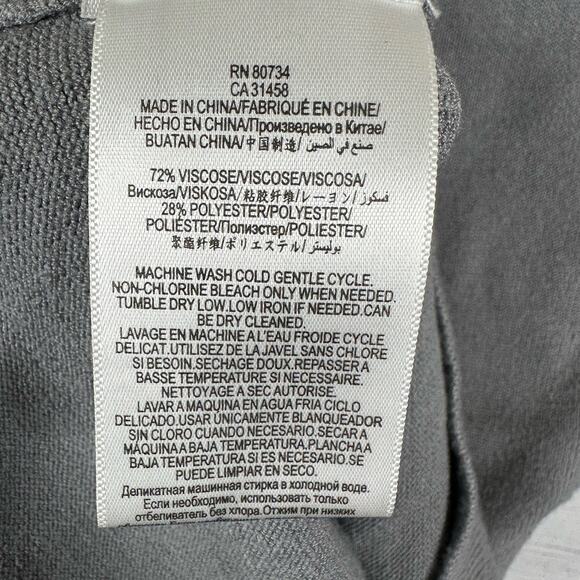 RN 80734
CA 31458
MADE IN CHINA/FABRIQUÉ EN CHINE/
HECHO EN CHINA/Произведено в Китае/
BUATAN CHINA/中国制造/ صنع في الصين/
72% VISCOSE/VISCOSE/VISCOSA/
Вискоза/VISKOSA/粘胶纤维/レーヨン/ فسكوز/
28% POLYESTER/POLYESTER/
POLIÉSTER/Полиэстер/POLIESTER/
聚酯纤维/ポリエステル/ بوليستر/
MACHINE WASH COLD GENTLE CYCLE.
NON-CHLORINE BLEACH ONLY WHEN NEEDED.
TUMBLE DRY LOW.LOW IRON IF NEEDED.CAN
BE DRY CLEANED.
LAVAGE EN MACHINE A L'EAU FROIDE CYCLE
DELICAT.UTILISEZ DE LA JAVEL SANS CHLORE
SI BESOIN.SECHAGE DOUX.REPASSER A
BASSE TEMPERATURE SI NECESSAIRE.
NETTOYAGE A SEC AUTORISE.
LAVAR A MAQUINA EN AGUA FRIA CICLO
DELICADO.USAR ÚNICAMENTE BLANQUEADOR
SIN CLORO CUANDO NECESARIO.SECAR A
MÁQUINA A BAJA TEMPERATURA.PLANCHA A
BAJA TEMPERATURA SI ES NECESARIO.SE
PUEDE LIMPIAR EN SECO.
Деликатная машинная стирка в холодной воде.
Если необходимо, использовать только
отбеливатель без хлора.Отжим при низких